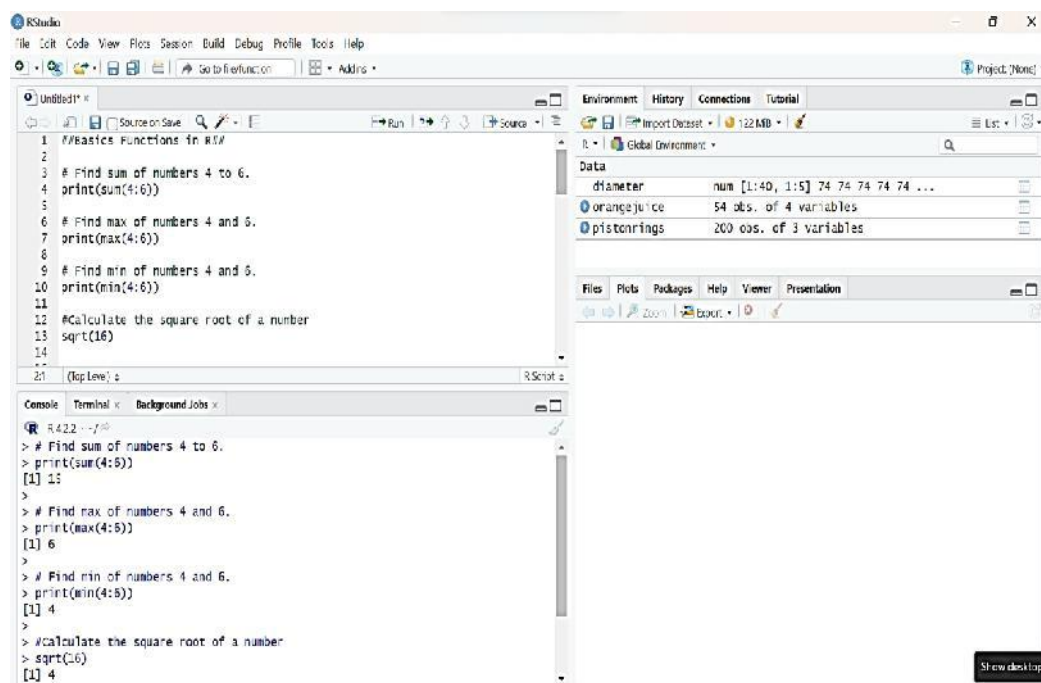 RStudio
File Edit Code View Plots Session Build Debug Profile Tools Help
Go to file/function Addins
Project: (None)
Untitled1*
Source on Save Run Source
1 ##Basics Functions in R##
2
3 # Find sum of numbers 4 to 6.
4 print(sum(4:6))
5
6 # Find max of numbers 4 and 6.
7 print(max(4:6))
8
9 # Find min of numbers 4 and 6.
10 print(min(4:6))
11
12 #Calculate the square root of a number
13 sqrt(16)
14
2:1 (Top Level) R Script
Console Terminal Background Jobs
R 4.2.2 · ~/
> # Find sum of numbers 4 to 6.
> print(sum(4:6))
[1] 15
>
> # Find max of numbers 4 and 6.
> print(max(4:6))
[1] 6
>
> # Find min of numbers 4 and 6.
> print(min(4:6))
[1] 4
>
> #Calculate the square root of a number
> sqrt(16)
[1] 4
Environment History Connections Tutorial
Import Dataset 122 MB List
R Global Environment
Data
diameter num [1:40, 1:5] 74 74 74 74 74 ...
orangejuice 54 obs. of 4 variables
pistonrings 200 obs. of 3 variables
Files Plots Packages Help Viewer Presentation
Zoom Export
Show desktop